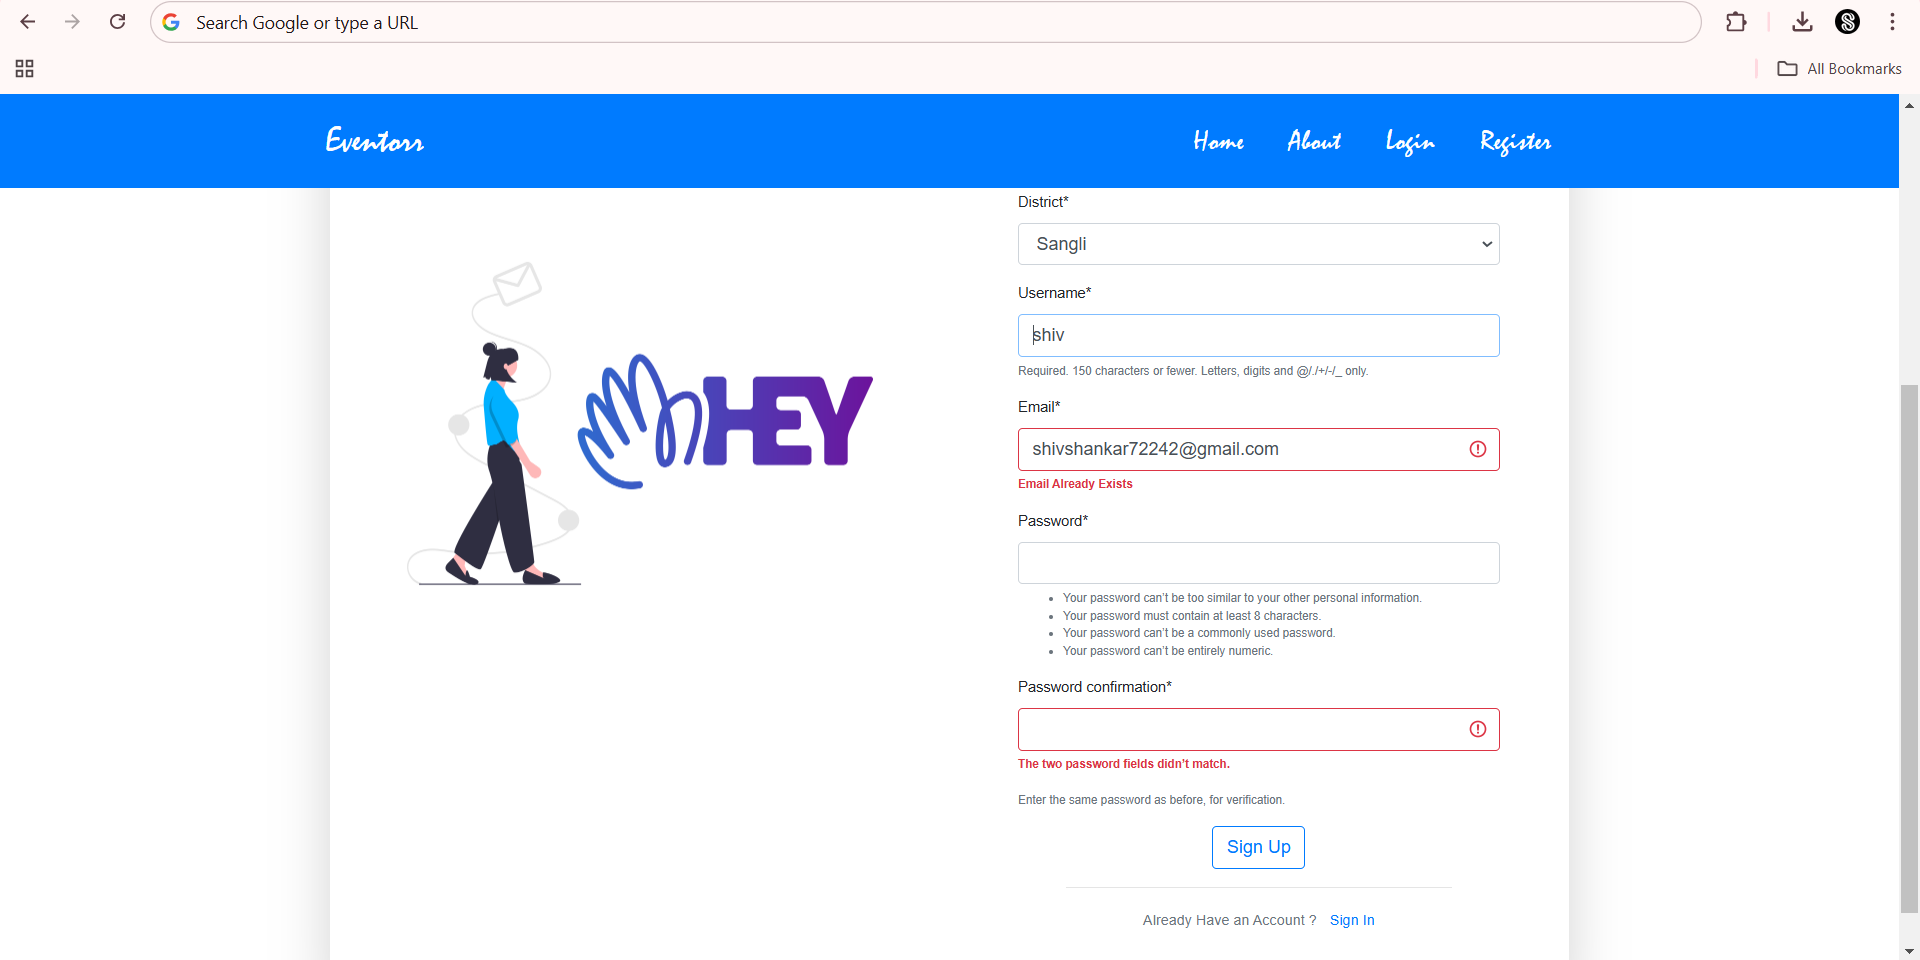 Search Google or type a URL
All Bookmarks
Eventorr
Home About Login Register
District*
Sangli
Username*
shiv
Required. 150 characters or fewer. Letters, digits and @/./+/-/_ only.
Email*
shivshankar72242@gmail.com
Email Already Exists
Password*
Your password can’t be too similar to your other personal information.
Your password must contain at least 8 characters.
Your password can’t be a commonly used password.
Your password can’t be entirely numeric.
Password confirmation*
The two password fields didn’t match.
Enter the same password as before, for verification.
Sign Up
Already Have an Account ? Sign In
HEY